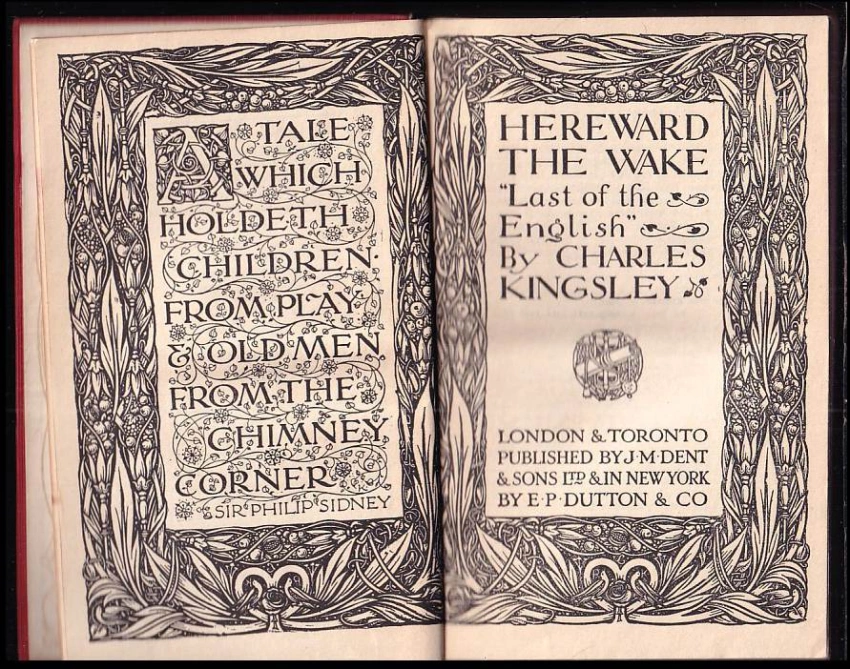 A TALE
WHICH
HOLDETH
CHILDREN
FROM PLAY
& OLD MEN
FROM THE
CHIMNEY
CORNER
SIR PHILIP SIDNEY
HEREWARD
THE WAKE
"Last of the
English"
By CHARLES
KINGSLEY
LONDON & TORONTO
PUBLISHED BY J·M·DENT
& SONS LTD & IN NEW YORK
BY E·P·DUTTON & CO